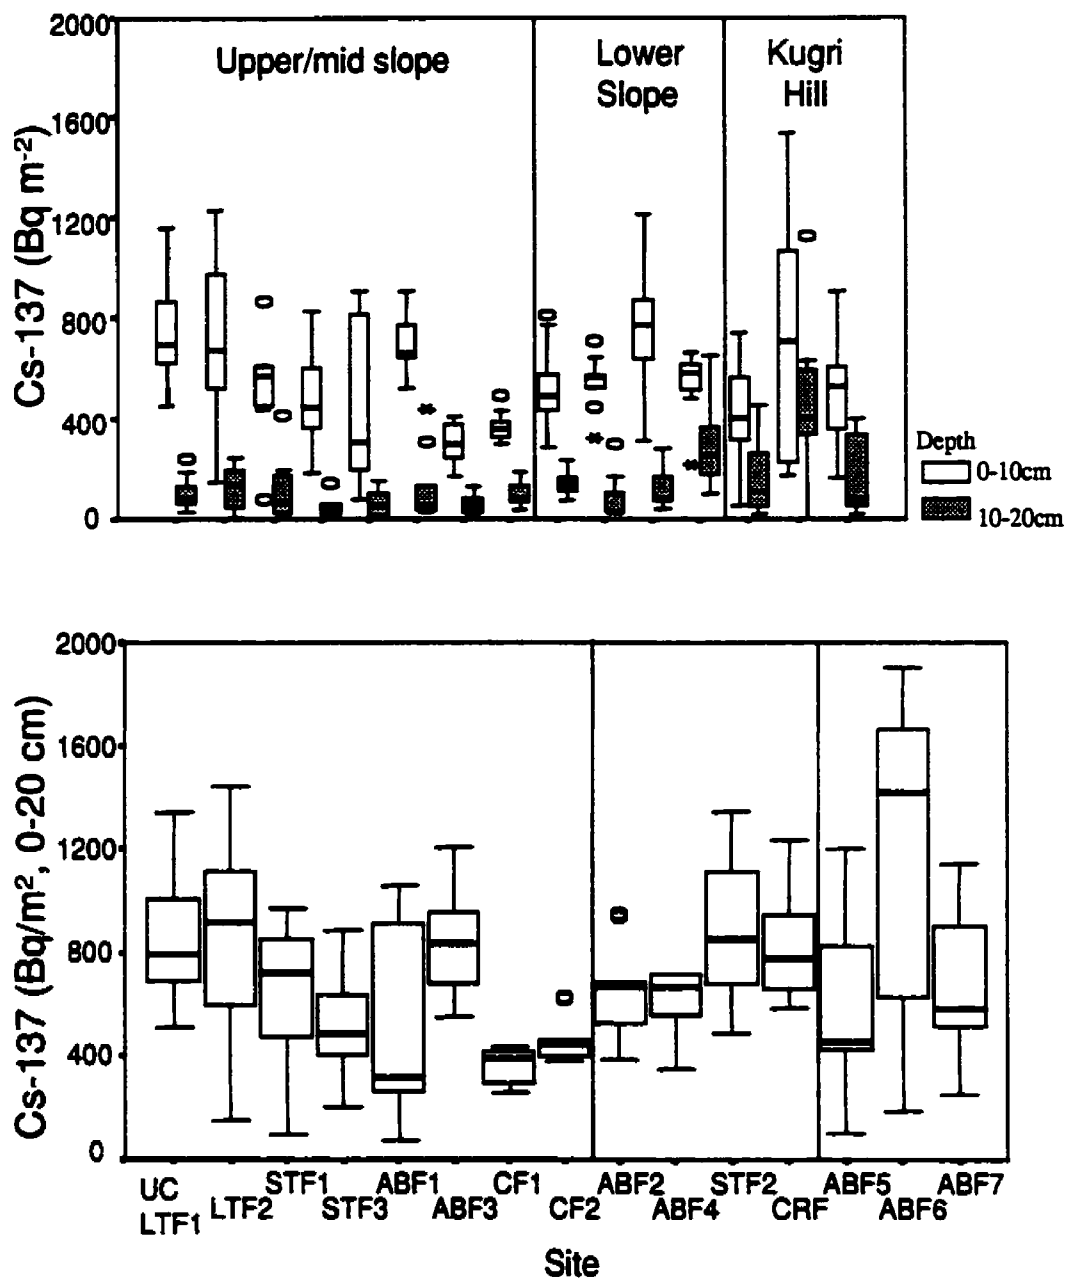 2000
Upper/mid slope
Lower
Slope
Kugri
Hill
1600
1200
800
400
0
Cs-137 (Bq m-2)
Depth
0-10cm
10-20cm
2000
1600
1200
800
400
0
Cs-137 (Bq/m², 0-20 cm)
UC
LTF1
LTF2
STF1
STF3
ABF1
ABF3
CF1
CF2
ABF2
ABF4
STF2
CRF
ABF5
ABF6
ABF7
Site